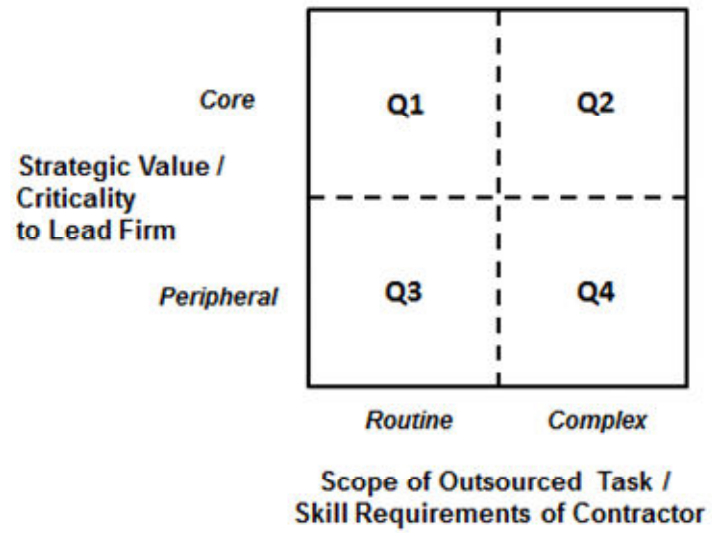 Core
Q1
Q2
Strategic Value /
Criticality
to Lead Firm
Peripheral
Q3
Q4
Routine
Complex
Scope of Outsourced Task /
Skill Requirements of Contractor